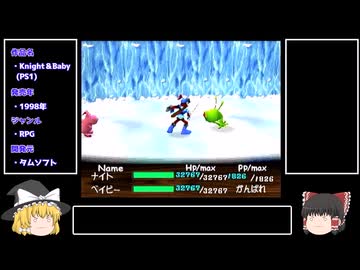 作品名
・Knight＆Baby
(PS1)
発売年
・1998年
ジャンル
・RPG
開発元
・タムソフト
Name Hp/max Pp/max
ナイト 32767/32767 1826/1826
ベイビー 32767/32767 がんばれ